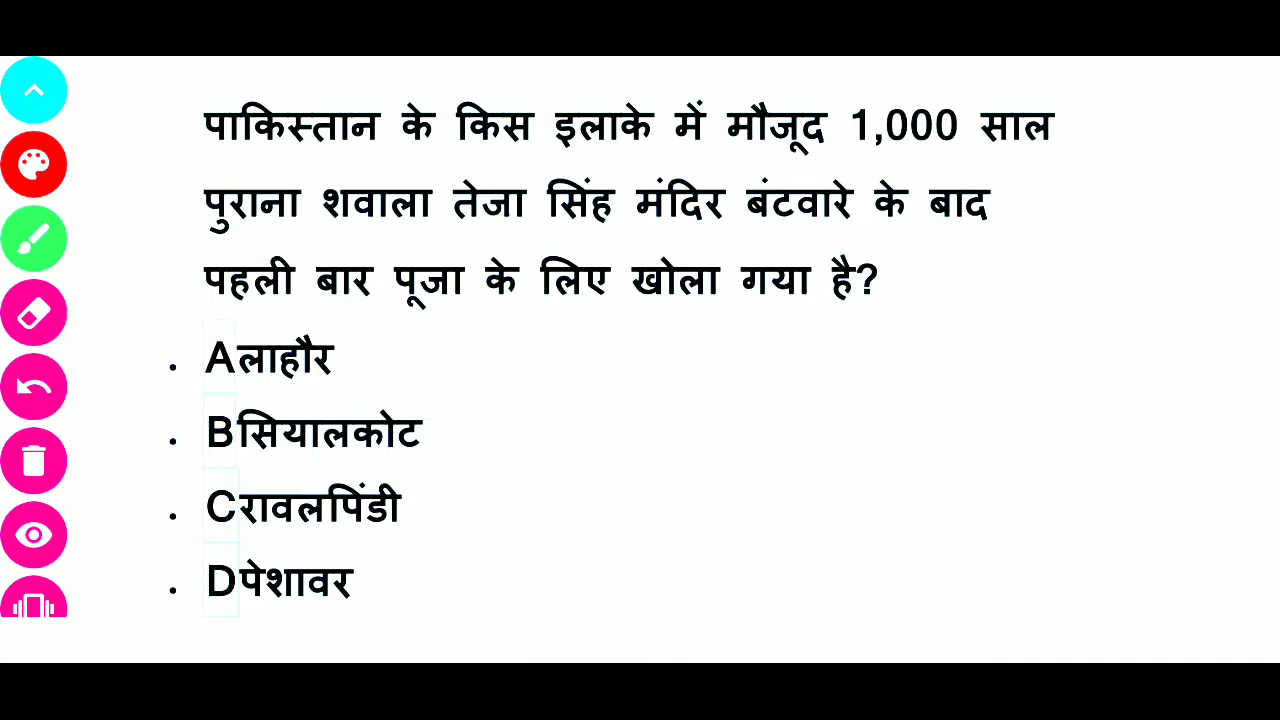 पाकिस्तान के किस इलाके में मौजूद 1,000 साल
पुराना शवाला तेजा सिंह मंदिर बंटवारे के बाद
पहली बार पूजा के लिए खोला गया है?
. Aलाहौर
. Bसियालकोट
. Cरावलपिंडी
. Dपेशावर